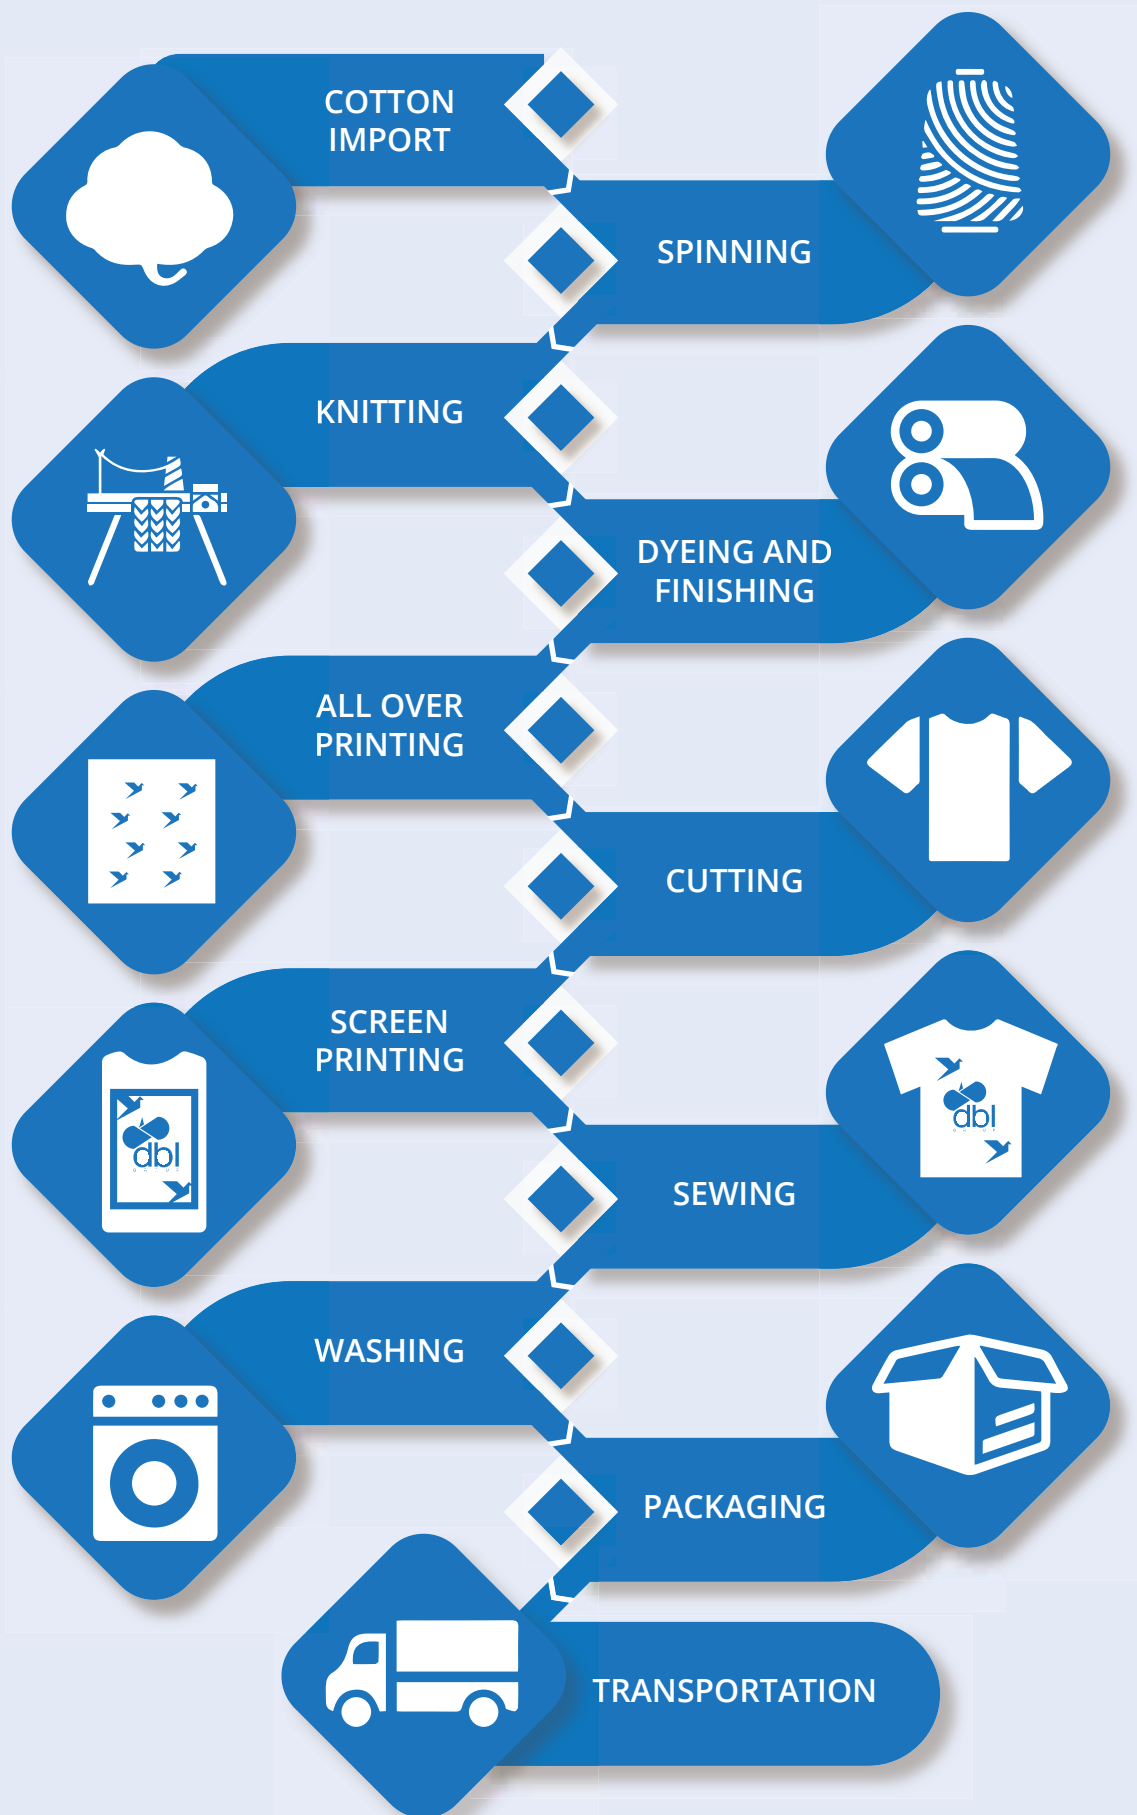 COTTON
IMPORT
SPINNING
KNITTING
DYEING AND
FINISHING
ALL OVER
PRINTING
CUTTING
SCREEN
PRINTING
dbl
dbl
SEWING
WASHING
PACKAGING
TRANSPORTATION